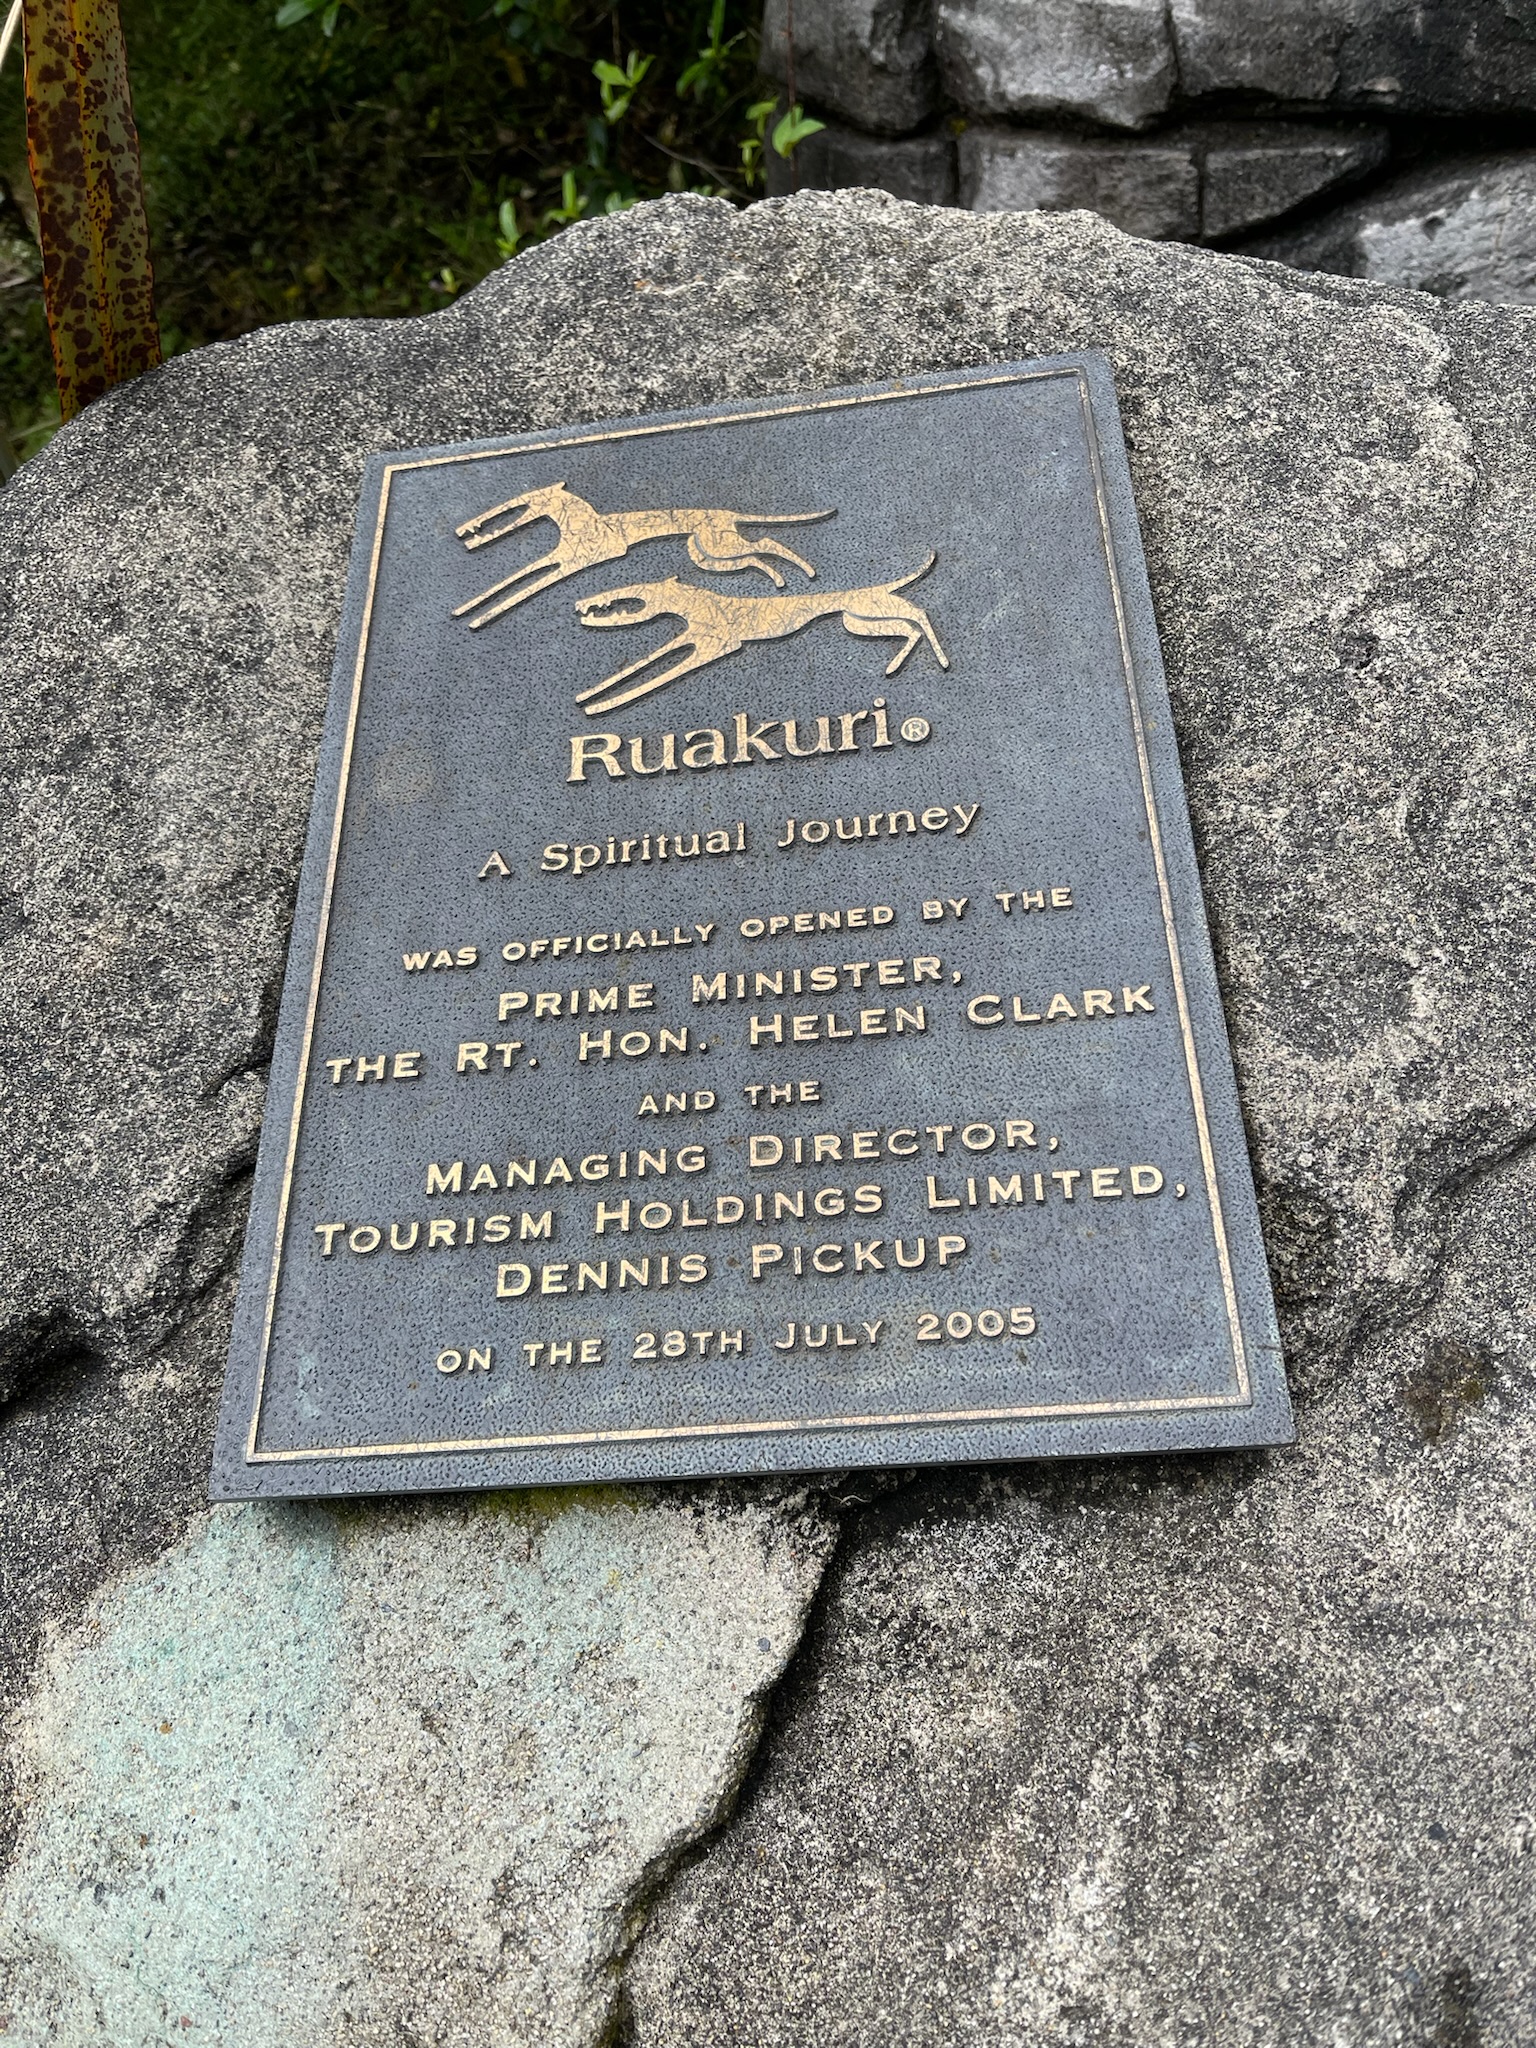 Ruakuri®
A Spiritual Journey
WAS OFFICIALLY OPENED BY THE
PRIME MINISTER,
THE RT. HON. HELEN CLARK
AND THE
MANAGING DIRECTOR,
TOURISM HOLDINGS LIMITED,
DENNIS PICKUP
ON THE 28TH JULY 2005